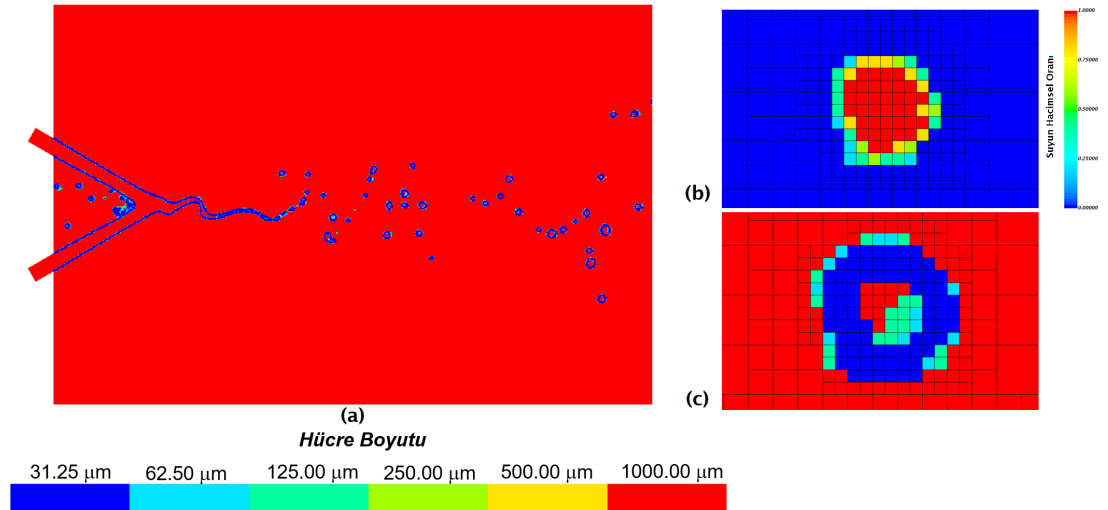 1.0000
0.75000
0.50000
0.25000
0.00000
Suyun Hacimsel Oranı
(b)
(c)
(a)
Hücre Boyutu
31.25 μm 62.50 μm 125.00 μm 250.00 μm 500.00 μm 1000.00 μm